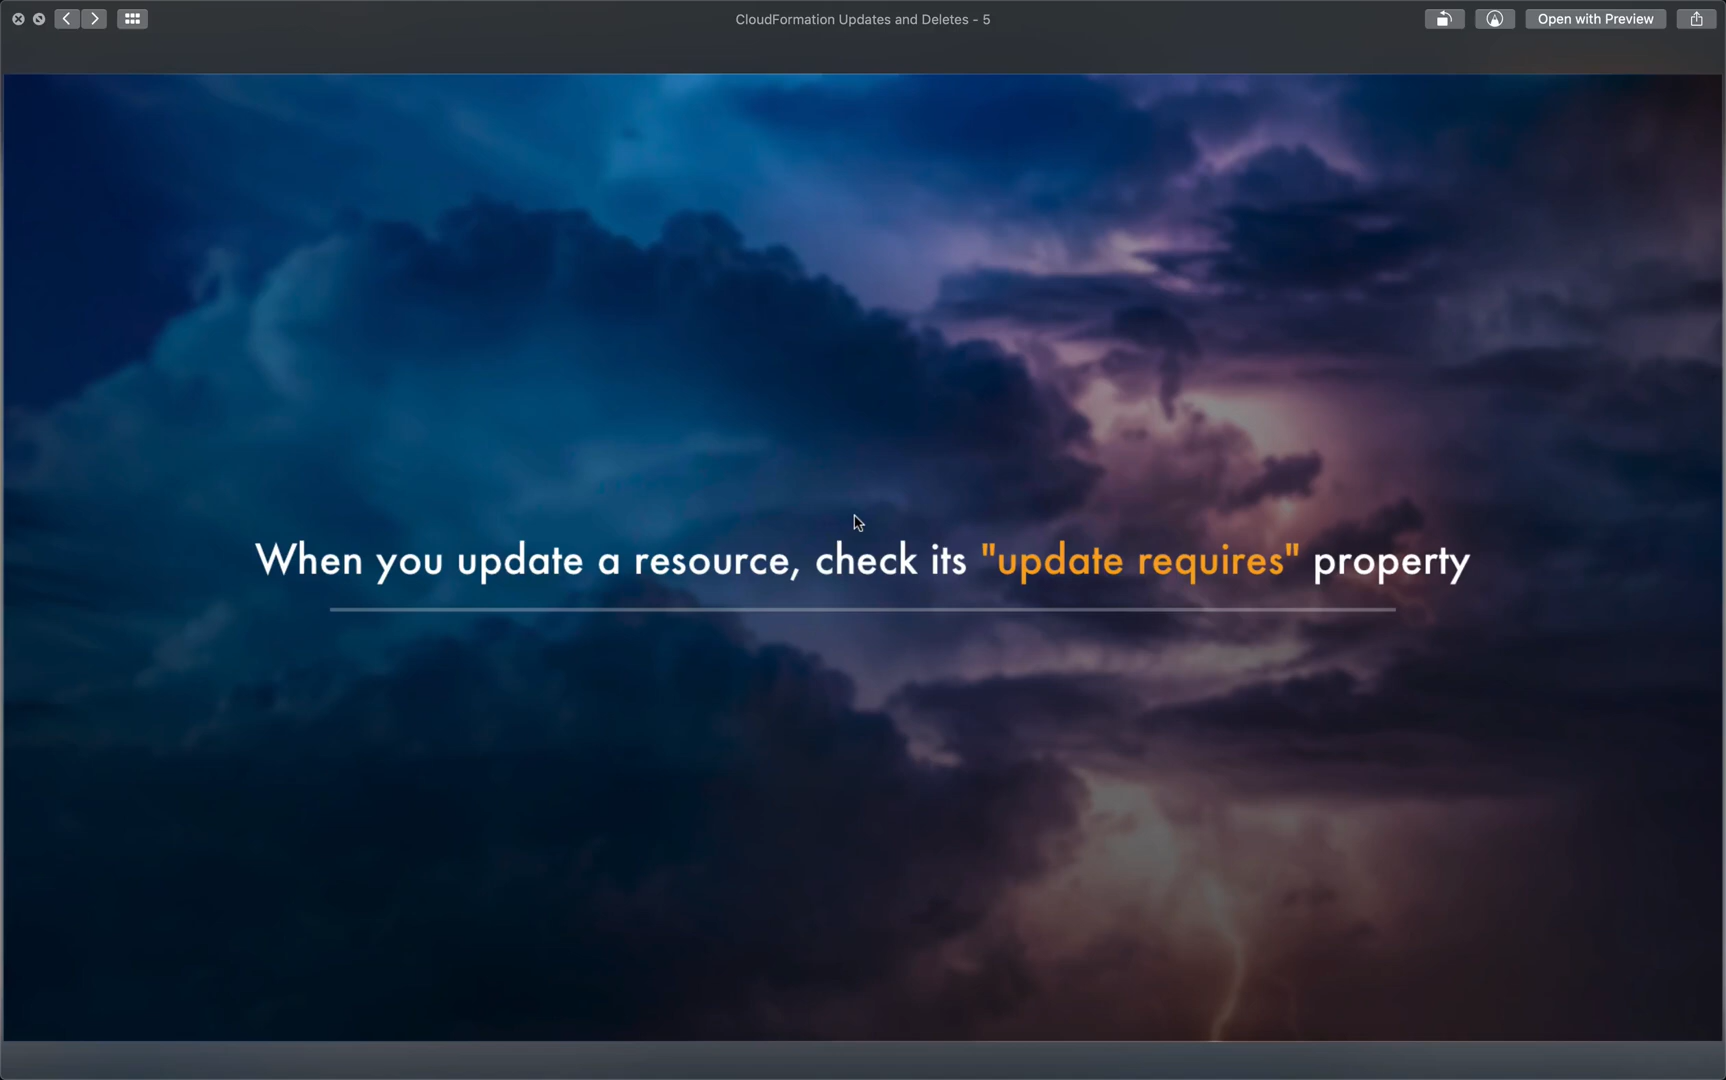 CloudFormation Updates and Deletes - 5
Open with Preview
When you update a resource, check its "update requires" property